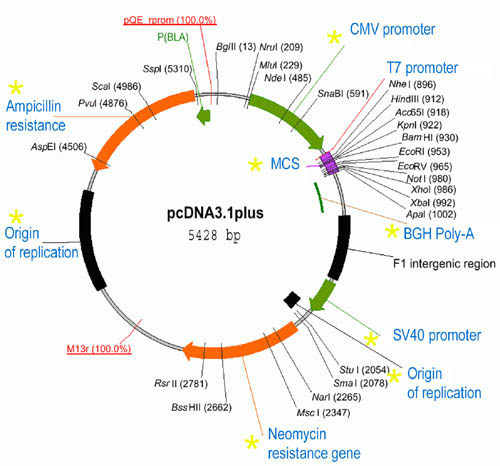 pQE_rprom (100.0%)
P(BLA)
BglII (13)
NruI (209)
MluI (229)
NdeI (485)
SnaBI (591)
CMV promoter
T7 promoter
NheI (896)
HindIII (912)
Acc65I (918)
KpnI (922)
BamHI (930)
EcoRI (953)
EcoRV (965)
NotI (980)
XhoI (986)
XbaI (992)
ApaI (1002)
MCS
BGH Poly-A
F1 intergenic region
SV40 promoter
Origin
of replication
StuI (2054)
SmaI (2078)
NarI (2265)
MscI (2347)
Neomycin
resistance gene
BssHII (2662)
RsrII (2781)
M13r (100.0%)
Origin
of replication
AspEI (4506)
Ampicillin
resistance
PvuI (4876)
ScaI (4986)
SspI (5310)
pcDNA3.1plus
5428 bp